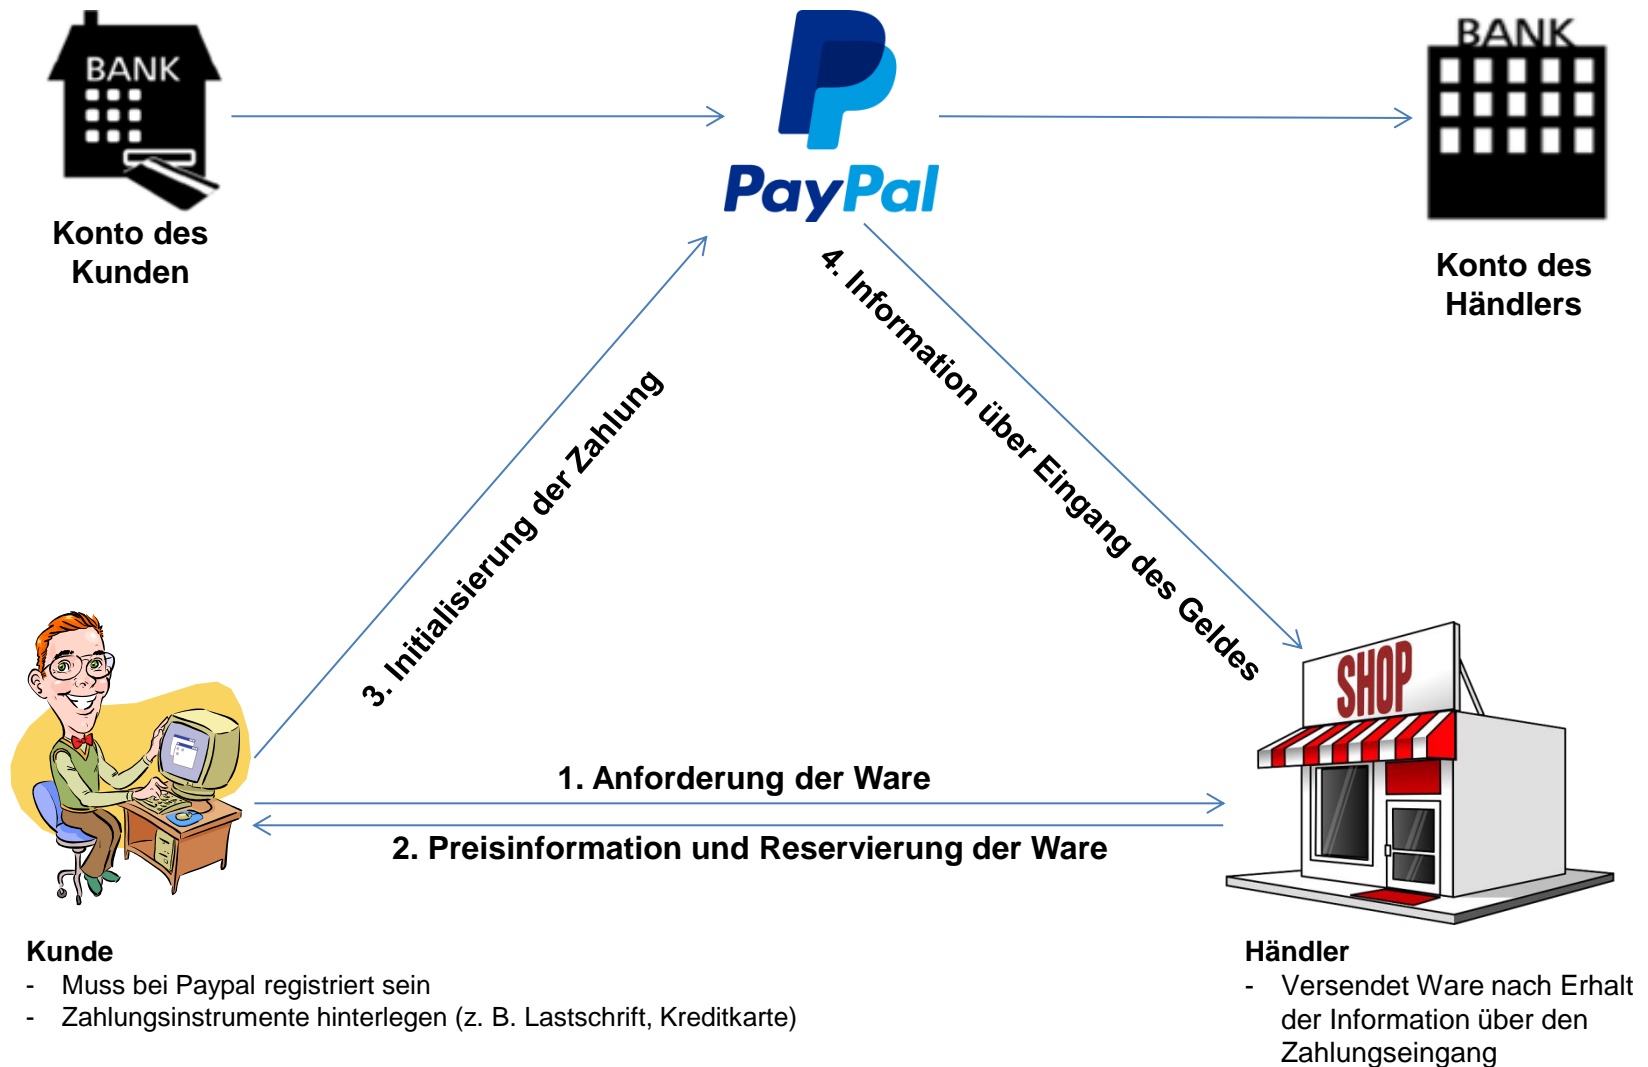 BANK
BANK
PayPal
Konto des
Kunden
Konto des
Händlers
4. Information über Eingang des Geldes
3. Initialisierung der Zahlung
SHOP
1. Anforderung der Ware
2. Preisinformation und Reservierung der Ware
Kunde
- Muss bei Paypal registriert sein
- Zahlungsinstrumente hinterlegen (z. B. Lastschrift, Kreditkarte)
Händler
- Versendet Ware nach Erhalt
der Information über den
Zahlungseingang